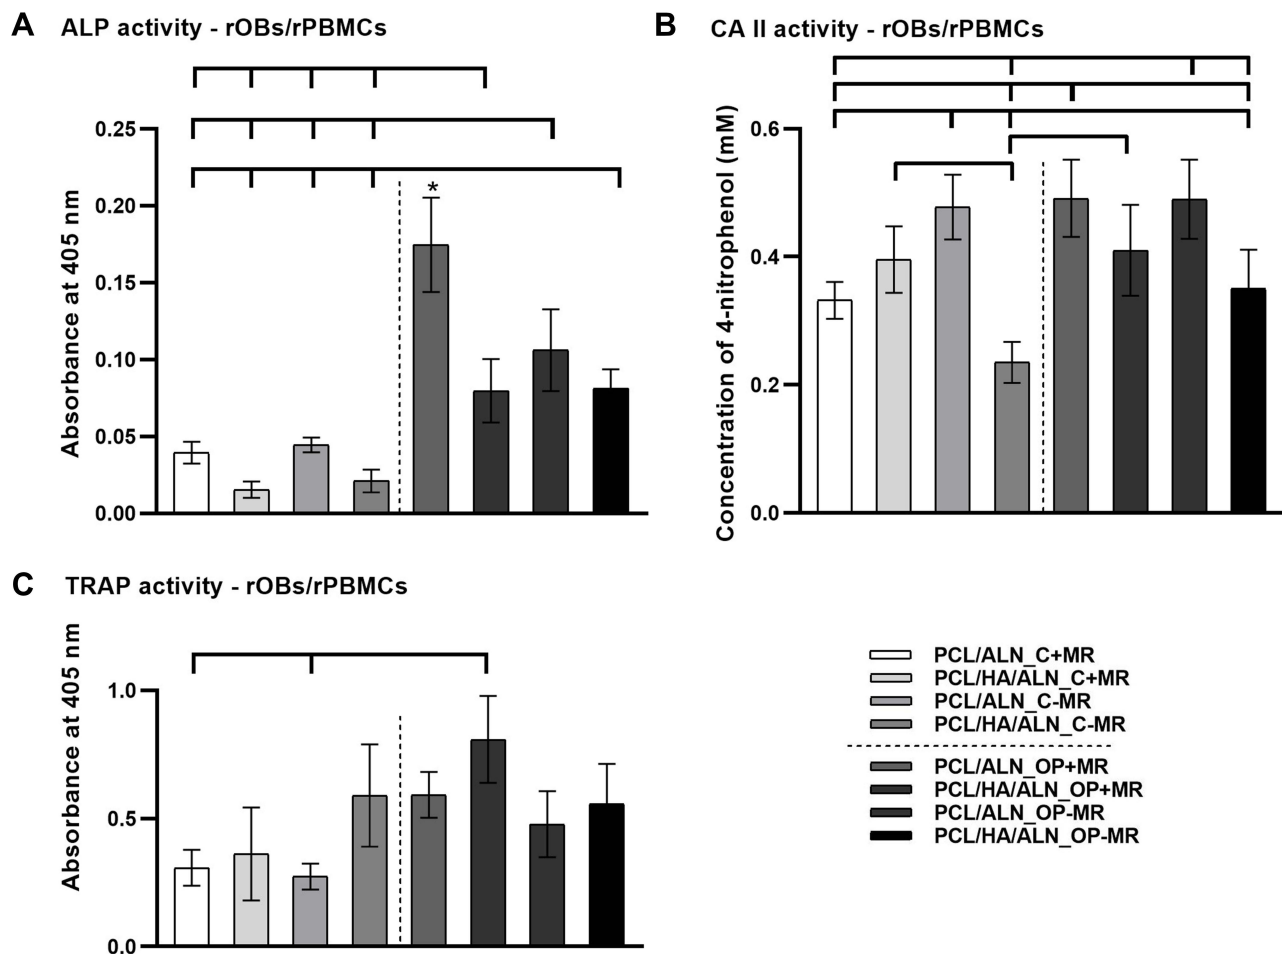 A ALP activity - rOBs/rPBMCs
Absorbance at 405 nm
0.25
0.20
0.15
0.10
0.05
0.00
*
B CA II activity - rOBs/rPBMCs
Concentration of 4-nitrophenol (mM)
0.6
0.4
0.2
0.0
C TRAP activity - rOBs/rPBMCs
Absorbance at 405 nm
1.0
0.5
0.0
PCL/ALN_C+MR
PCL/HA/ALN_C+MR
PCL/ALN_C-MR
PCL/HA/ALN_C-MR
PCL/ALN_OP+MR
PCL/HA/ALN_OP+MR
PCL/ALN_OP-MR
PCL/HA/ALN_OP-MR